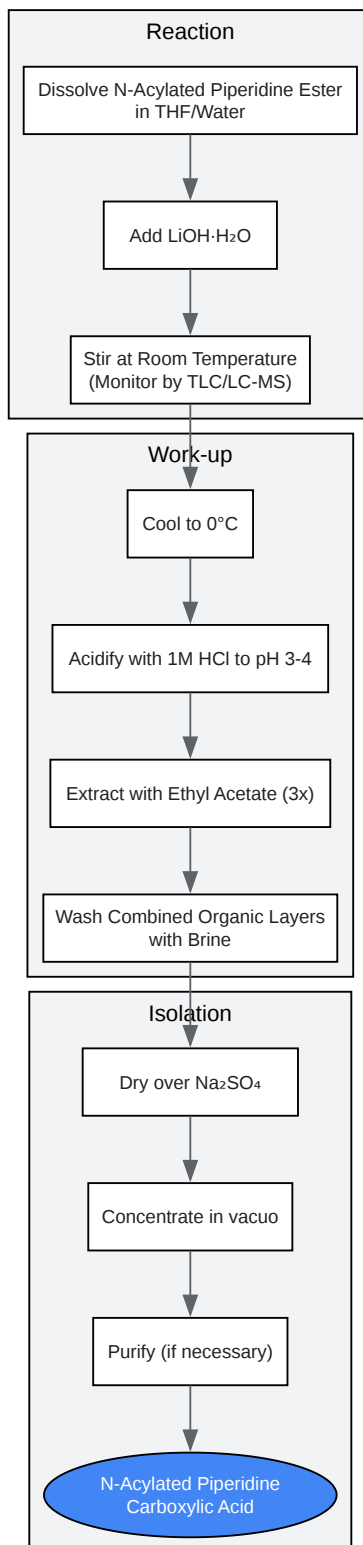 Reaction
Dissolve N-Acylated Piperidine Ester
in THF/Water
Add LiOH·H₂O
Stir at Room Temperature
(Monitor by TLC/LC-MS)
Work-up
Cool to 0°C
Acidify with 1M HCl to pH 3-4
Extract with Ethyl Acetate (3x)
Wash Combined Organic Layers
with Brine
Isolation
Dry over Na₂SO₄
Concentrate in vacuo
Purify (if necessary)
N-Acylated Piperidine
Carboxylic Acid